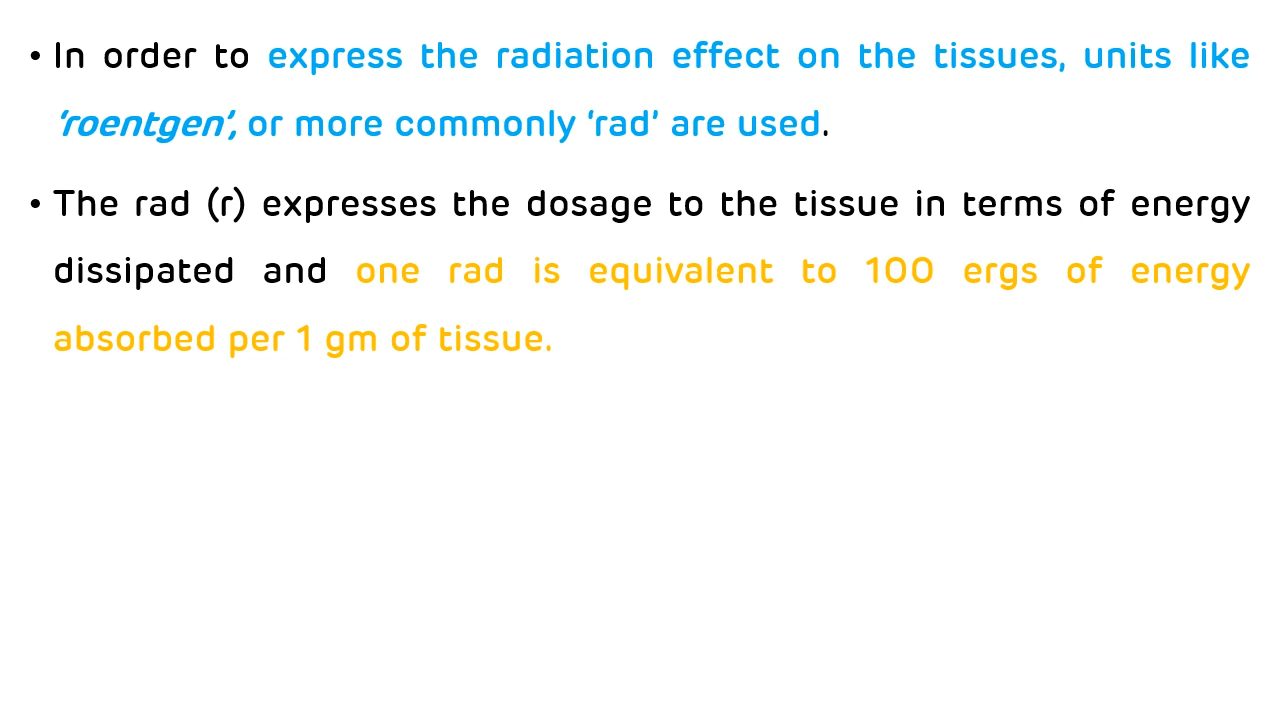 • In order to express the radiation effect on the tissues, units like
‘roentgen’, or more commonly ‘rad’ are used.
• The rad (r) expresses the dosage to the tissue in terms of energy
dissipated and one rad is equivalent to 100 ergs of energy
absorbed per 1 gm of tissue.